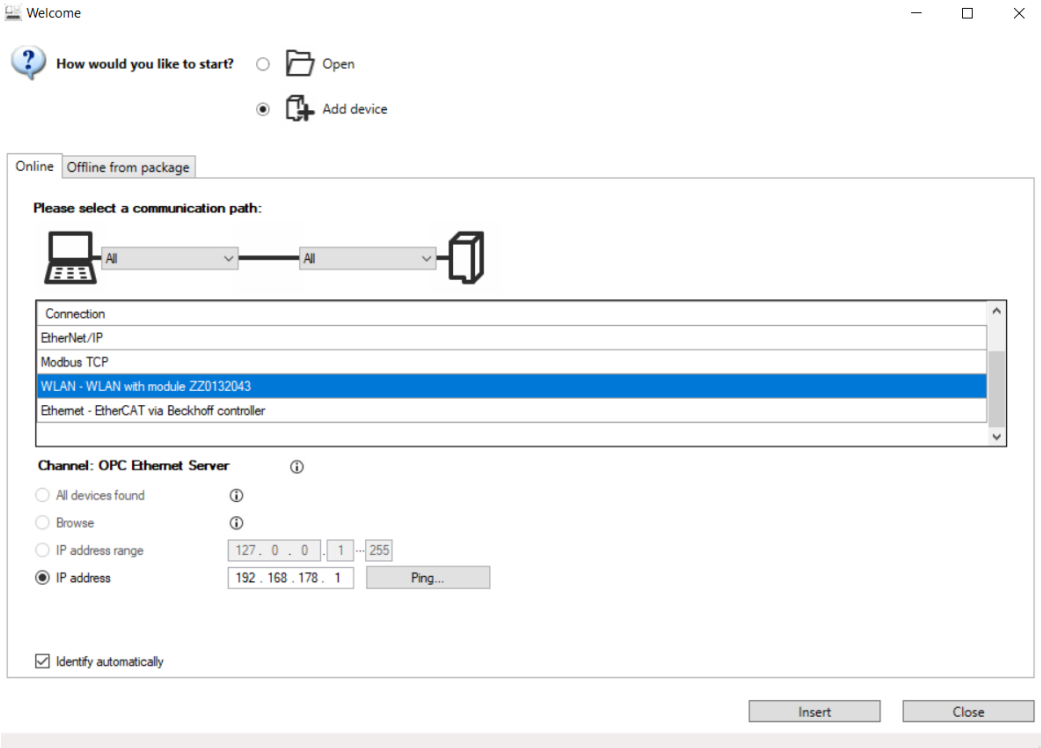 Welcome
How would you like to start?
Open
Add device
Online
Offline from package
Please select a communication path:
All
All
Connection
EtherNet/IP
Modbus TCP
WLAN - WLAN with module ZZ0132043
Ethernet - EtherCAT via Beckhoff controller
Channel: OPC Ethernet Server
All devices found
Browse
IP address range 127 . 0 . 0 . 1 ... 255
IP address 192 . 168 . 178 . 1 Ping...
Identify automatically
Insert
Close